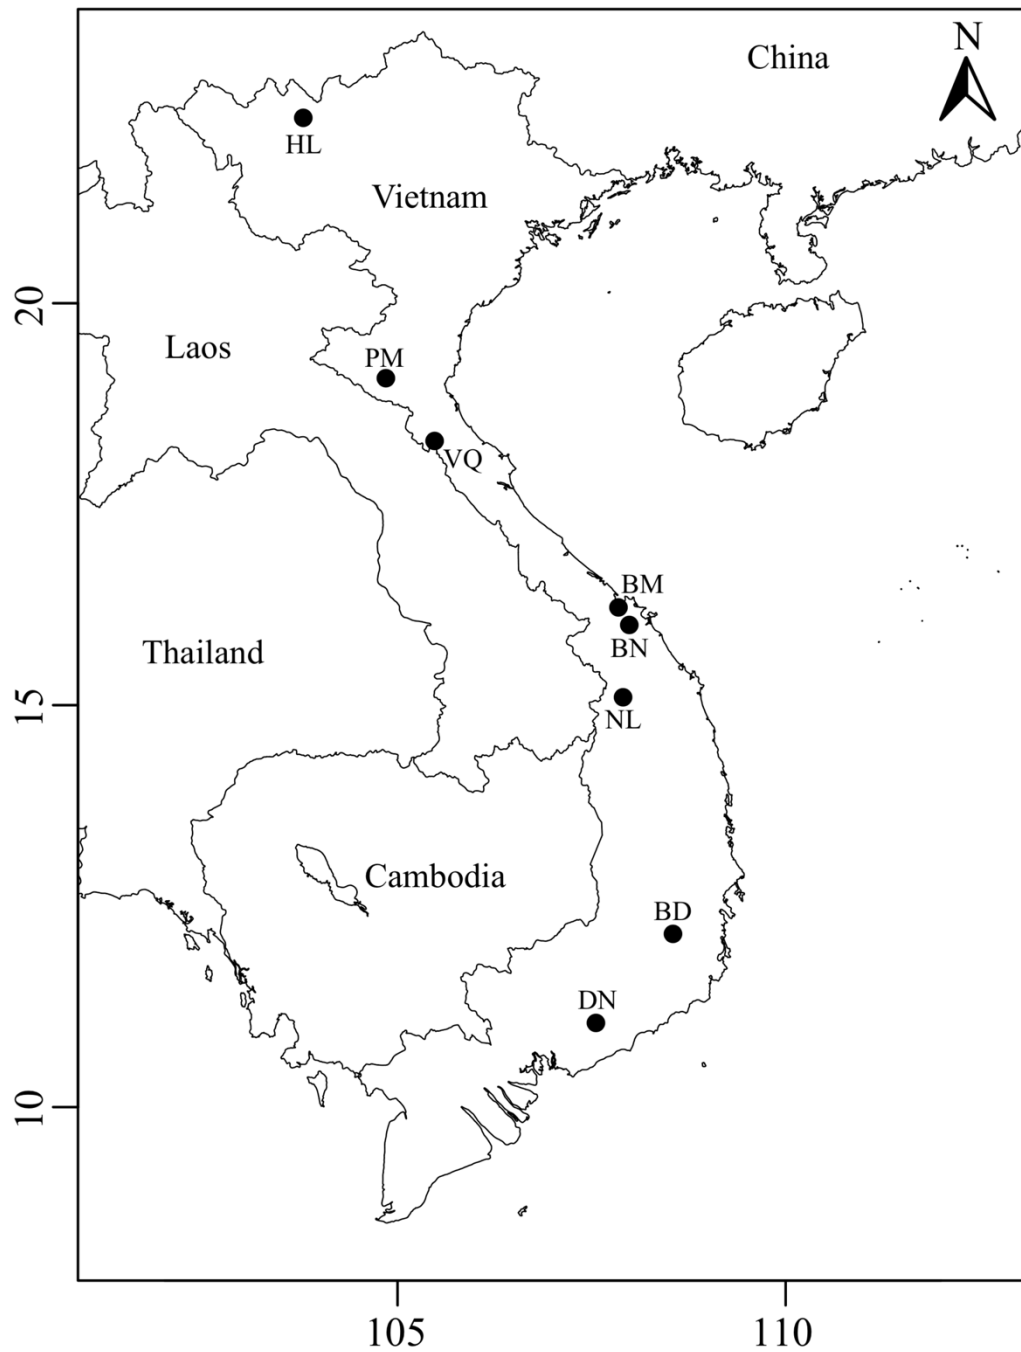 N
China
HL
Vietnam
20
Laos
PM
VQ
BM
BN
Thailand
15
NL
Cambodia
BD
DN
10
105
110